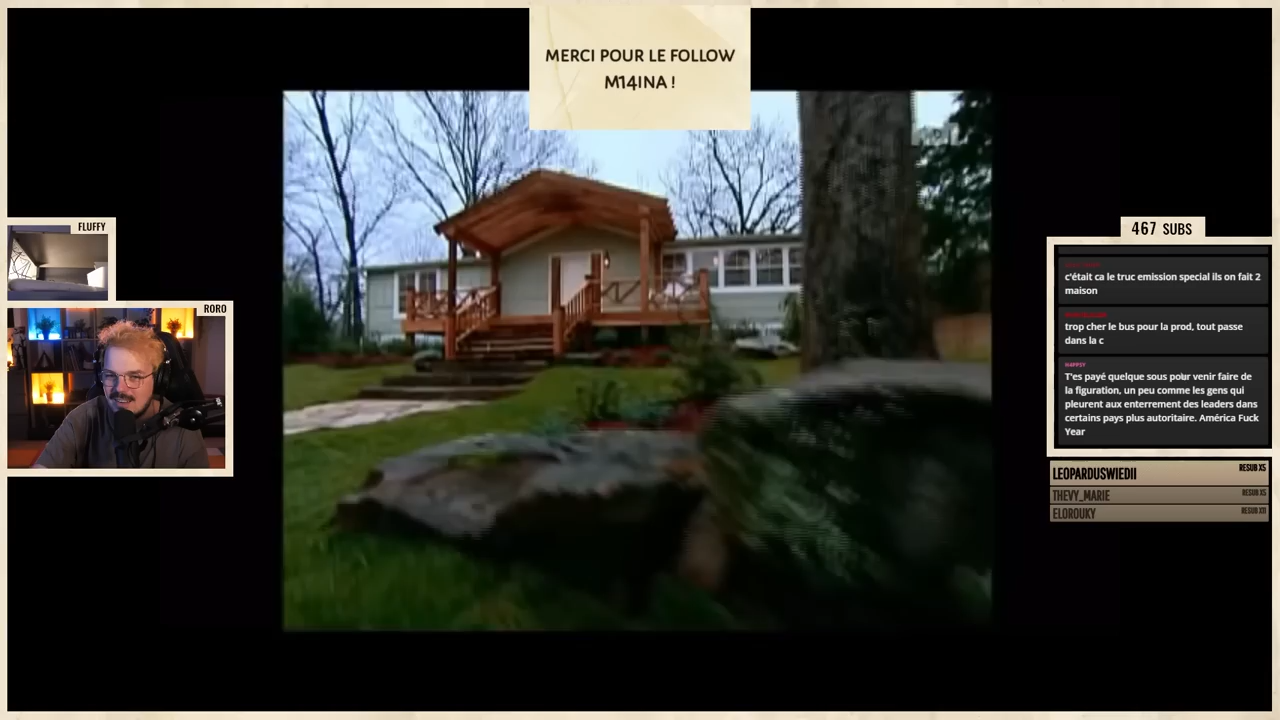 MERCI POUR LE FOLLOW
M14INA !
FLUFFY
RORO
467 SUBS
c'était ca le truc emission special ils on fait 2
maison
trop cher le bus pour la prod, tout passe
dans la c
H4PPSY
T'es payé quelque sous pour venir faire de
la figuration, un peu comme les gens qui
pleurent aux enterrement des leaders dans
certains pays plus autoritaire. América Fuck
Year
LEOPARDUSWIEDII RESUB X5
THEVY_MARIE RESUB X5
ELOROUKY RESUB X11